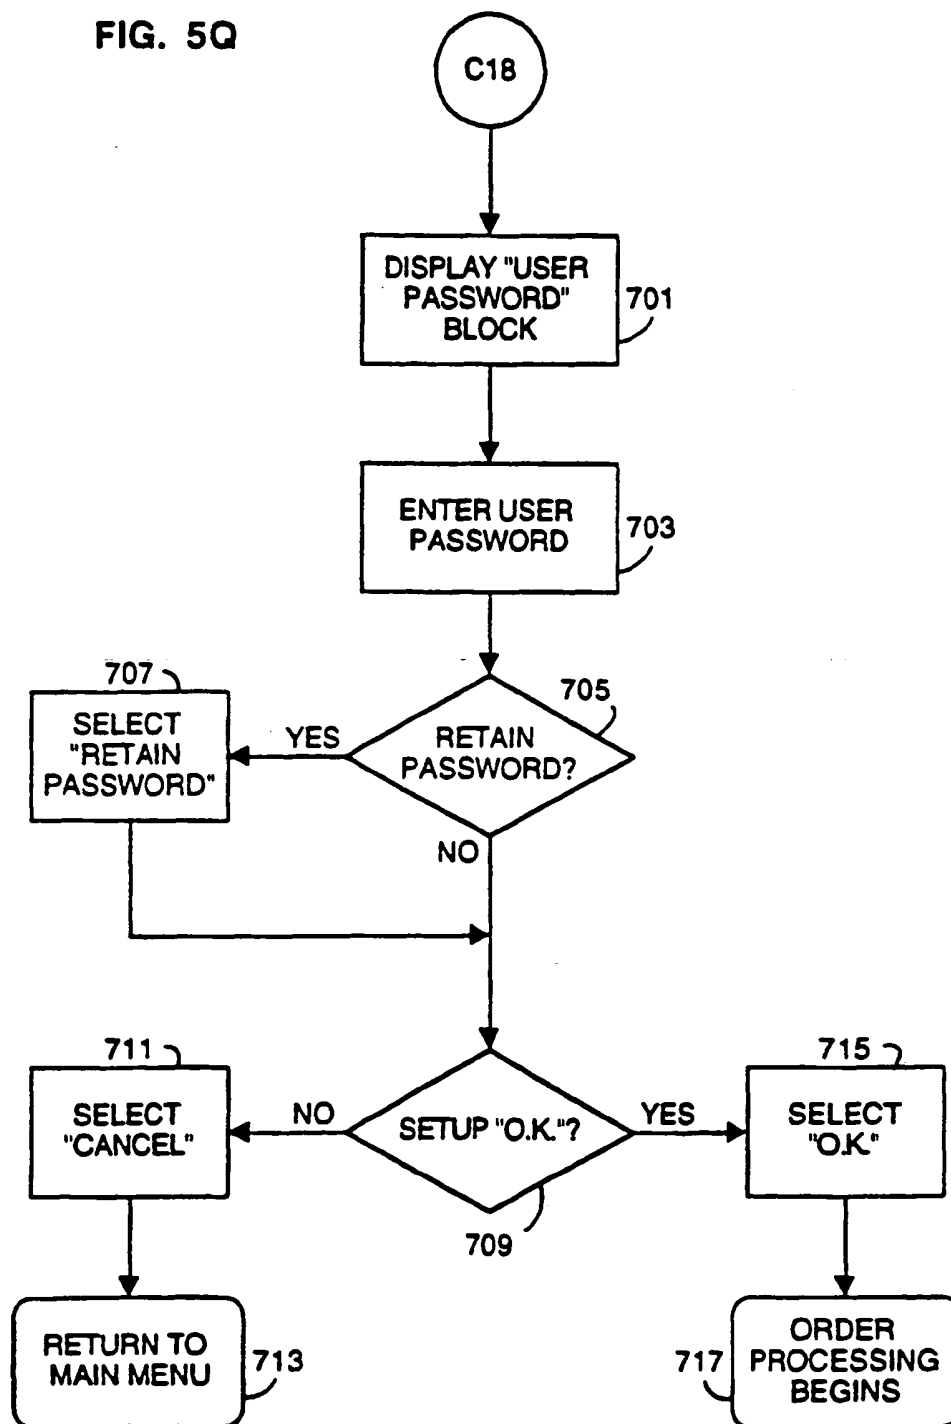 FIG. 5Q
C18
DISPLAY "USER
PASSWORD"
BLOCK
701
ENTER USER
PASSWORD
703
707
SELECT
"RETAIN
PASSWORD"
YES
RETAIN
PASSWORD?
705
NO
711
SELECT
"CANCEL"
NO
SETUP "O.K."?
709
YES
715
SELECT
"O.K."
RETURN TO
MAIN MENU
713
717
ORDER
PROCESSING
BEGINS